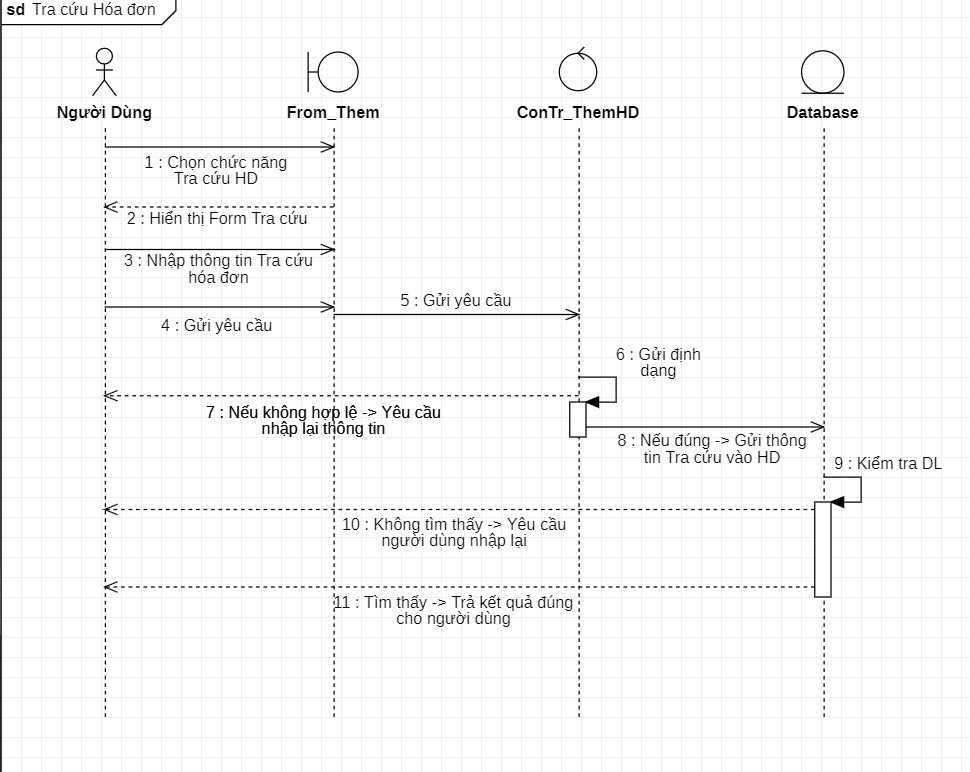 sd Tra cứu Hóa đơn
Người Dùng
From_Them
ConTr_ThemHD
Database
1 : Chọn chức năng
Tra cứu HD
2 : Hiển thị Form Tra cứu
3 : Nhập thông tin Tra cứu
hóa đơn
4 : Gửi yêu cầu
5 : Gửi yêu cầu
6 : Gửi định
dạng
7 : Nếu không hợp lệ -> Yêu cầu
nhập lại thông tin
8 : Nếu đúng -> Gửi thông
tin Tra cứu vào HD
9 : Kiểm tra DL
10 : Không tìm thấy -> Yêu cầu
người dùng nhập lại
11 : Tìm thấy -> Trả kết quả đúng
cho người dùng